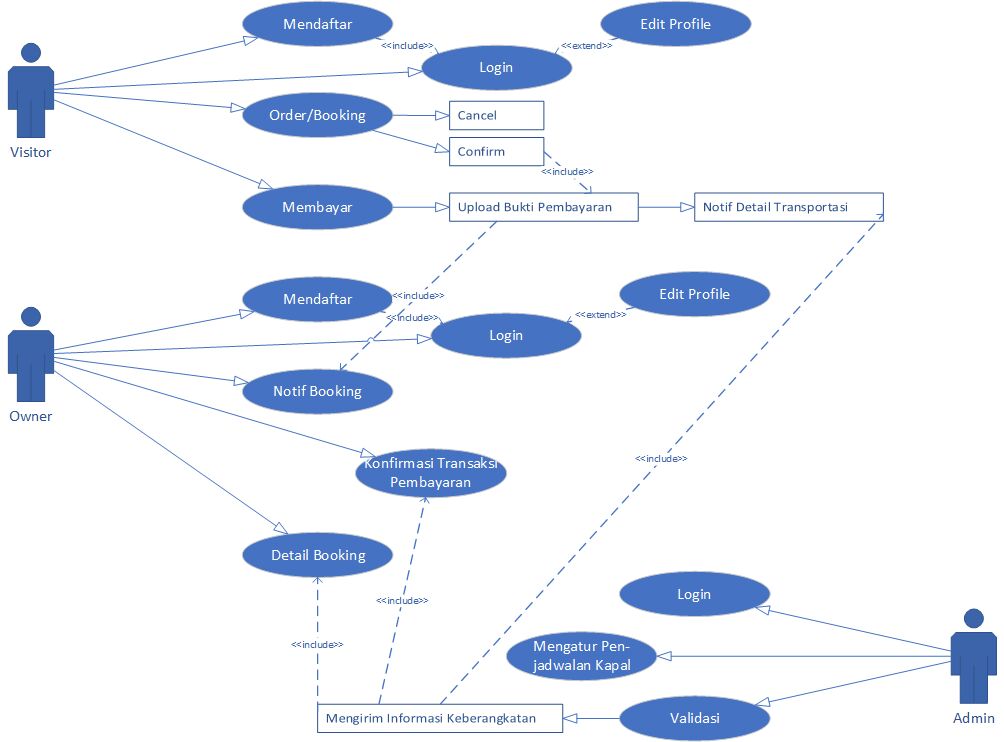 Mendaftar
Edit Profile
<<include>>
<<extend>>
Login
Order/Booking
Cancel
Visitor
Confirm
<<include>>
Membayar
Upload Bukti Pembayaran
Notif Detail Transportasi
Mendaftar
<<include>>
Edit Profile
<<include>>
<<extend>>
Login
Notif Booking
Owner
<<include>>
Konfirmasi Transaksi
Pembayaran
Detail Booking
<<include>>
Login
<<include>>
Mengatur Pen-
jadwalan Kapal
Mengirim Informasi Keberangkatan
Validasi
Admin